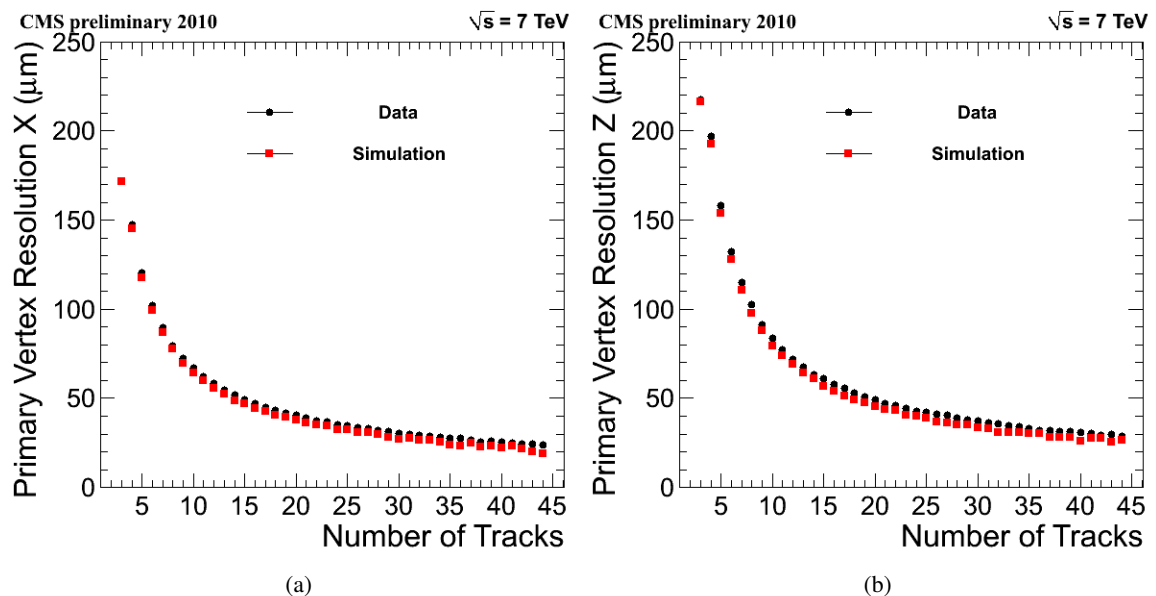 CMS preliminary 2010 √s = 7 TeV
Primary Vertex Resolution X (μm)
250
200
150
100
50
0
Data
Simulation
5 10 15 20 25 30 35 40 45
Number of Tracks
(a)
CMS preliminary 2010 √s = 7 TeV
Primary Vertex Resolution Z (μm)
250
200
150
100
50
0
Data
Simulation
5 10 15 20 25 30 35 40 45
Number of Tracks
(b)